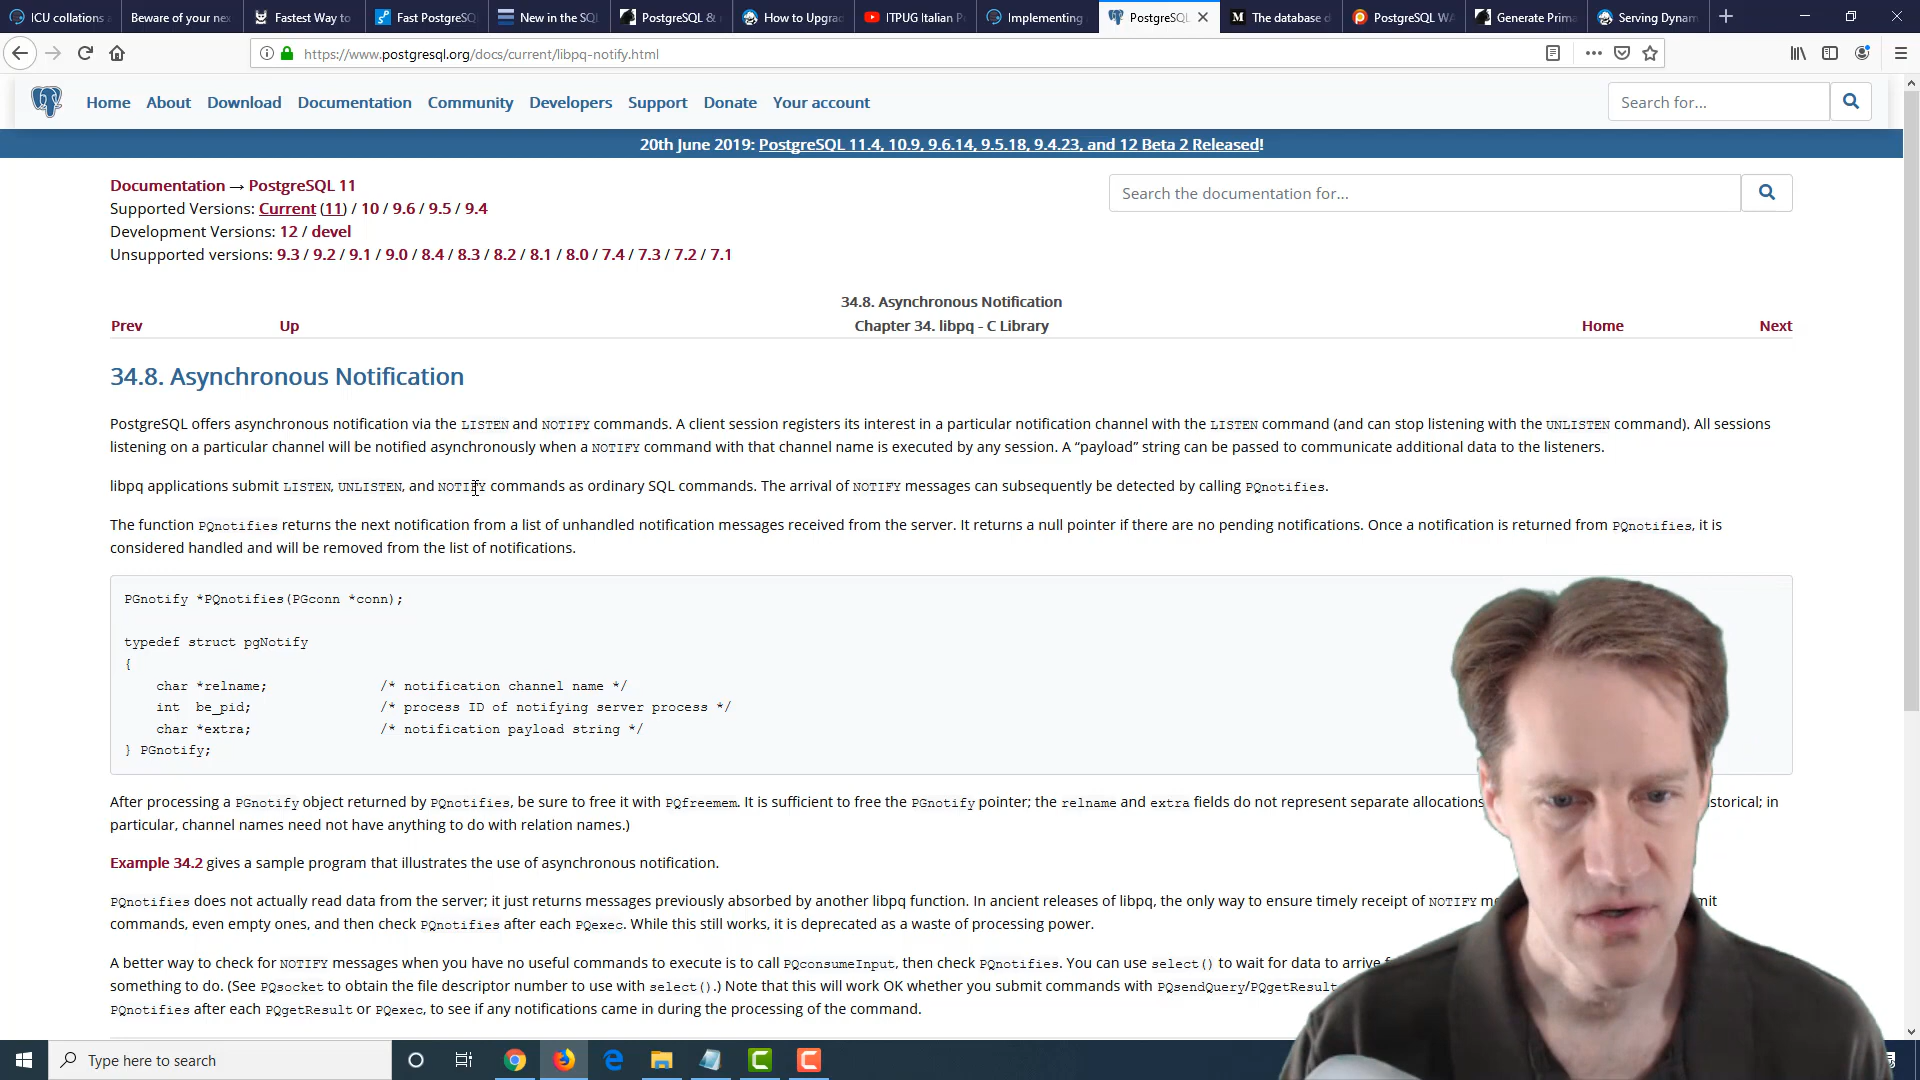 ICU collations a
Beware of your nex
Fastest Way to
Fast PostgreSQ
New in the SQL
PostgreSQL &
How to Upgrad
ITPUG Italian P
Implementing
PostgreSQL
The database d
PostgreSQL WA
Generate Prima
Serving Dynam
https://www.postgresql.org/docs/current/libpq-notify.html
Home About Download Documentation Community Developers Support Donate Your account
Search for...
20th June 2019: PostgreSQL 11.4, 10.9, 9.6.14, 9.5.18, 9.4.23, and 12 Beta 2 Released!
Documentation → PostgreSQL 11
Supported Versions: Current (11) / 10 / 9.6 / 9.5 / 9.4
Development Versions: 12 / devel
Unsupported versions: 9.3 / 9.2 / 9.1 / 9.0 / 8.4 / 8.3 / 8.2 / 8.1 / 8.0 / 7.4 / 7.3 / 7.2 / 7.1
Search the documentation for...
34.8. Asynchronous Notification
Prev Up Chapter 34. libpq - C Library Home Next
34.8. Asynchronous Notification
PostgreSQL offers asynchronous notification via the LISTEN and NOTIFY commands. A client session registers its interest in a particular notification channel with the LISTEN command (and can stop listening with the UNLISTEN command). All sessions
listening on a particular channel will be notified asynchronously when a NOTIFY command with that channel name is executed by any session. A “payload” string can be passed to communicate additional data to the listeners.
libpq applications submit LISTEN, UNLISTEN, and NOTIFY commands as ordinary SQL commands. The arrival of NOTIFY messages can subsequently be detected by calling PQnotifies.
The function PQnotifies returns the next notification from a list of unhandled notification messages received from the server. It returns a null pointer if there are no pending notifications. Once a notification is returned from PQnotifies, it is
considered handled and will be removed from the list of notifications.
PGnotify *PQnotifies(PGconn *conn);
typedef struct pgNotify
{
char *relname; /* notification channel name */
int be_pid; /* process ID of notifying server process */
char *extra; /* notification payload string */
} PGnotify;
After processing a PGnotify object returned by PQnotifies, be sure to free it with PQfreemem. It is sufficient to free the PGnotify pointer; the relname and extra fields do not represent separate allocations storical; in
particular, channel names need not have anything to do with relation names.)
Example 34.2 gives a sample program that illustrates the use of asynchronous notification.
PQnotifies does not actually read data from the server; it just returns messages previously absorbed by another libpq function. In ancient releases of libpq, the only way to ensure timely receipt of NOTIFY me mit
commands, even empty ones, and then check PQnotifies after each PQexec. While this still works, it is deprecated as a waste of processing power.
A better way to check for NOTIFY messages when you have no useful commands to execute is to call PQconsumeInput, then check PQnotifies. You can use select() to wait for data to arrive f
something to do. (See PQsocket to obtain the file descriptor number to use with select().) Note that this will work OK whether you submit commands with PQsendQuery/PQgetResult
PQnotifies after each PQgetResult or PQexec, to see if any notifications came in during the processing of the command.
Type here to search